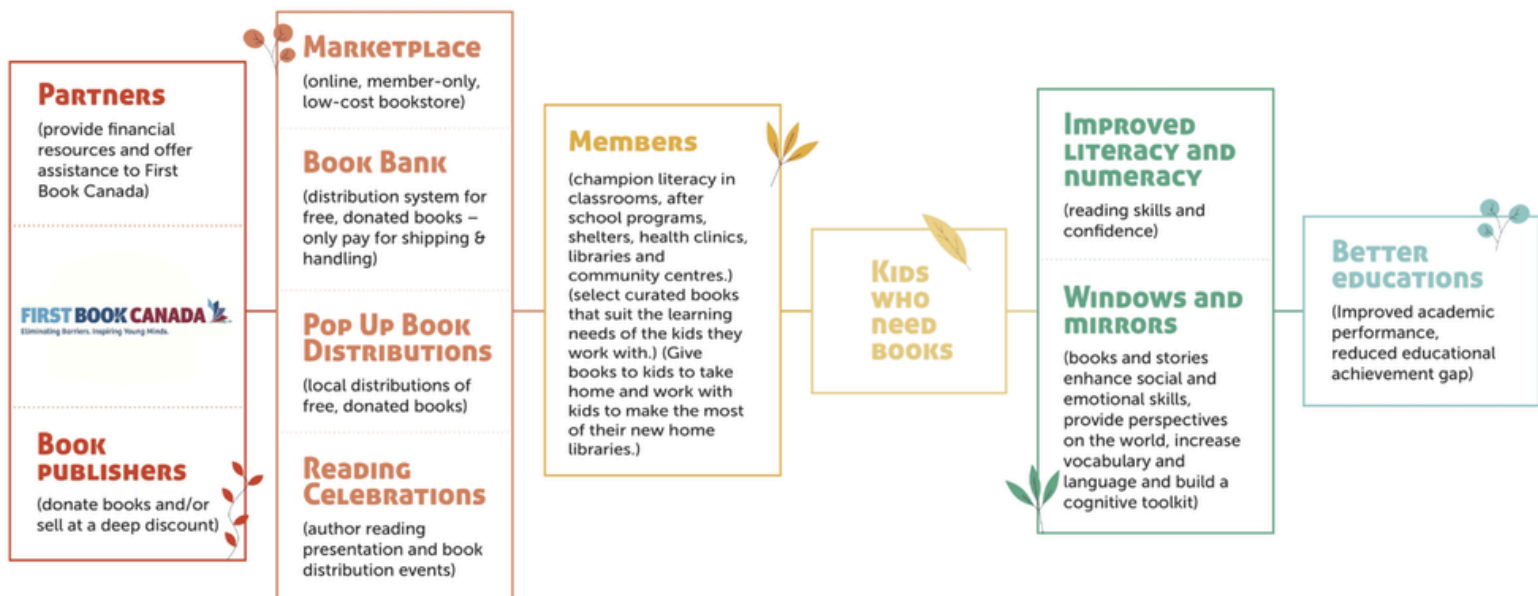 Partners
(provide financial
resources and offer
assistance to First
Book Canada)
FIRST BOOK CANADA
Eliminating Barriers. Inspiring Young Minds.
Book
publishers
(donate books and/or
sell at a deep discount)
Marketplace
(online, member-only,
low-cost bookstore)
Book Bank
(distribution system for
free, donated books –
only pay for shipping &
handling)
Pop Up Book
Distributions
(local distributions of
free, donated books)
Reading
Celebrations
(author reading
presentation and book
distribution events)
Members
(champion literacy in
classrooms, after
school programs,
shelters, health clinics,
libraries and
community centres.)
(select curated books
that suit the learning
needs of the kids they
work with.) (Give
books to kids to take
home and work with
kids to make the most
of their new home
libraries.)
Kids
who
need
books
Improved
literacy and
numeracy
(reading skills and
confidence)
Windows and
mirrors
(books and stories
enhance social and
emotional skills,
provide perspectives
on the world, increase
vocabulary and
language and build a
cognitive toolkit)
Better
educations
(Improved academic
performance,
reduced educational
achievement gap)